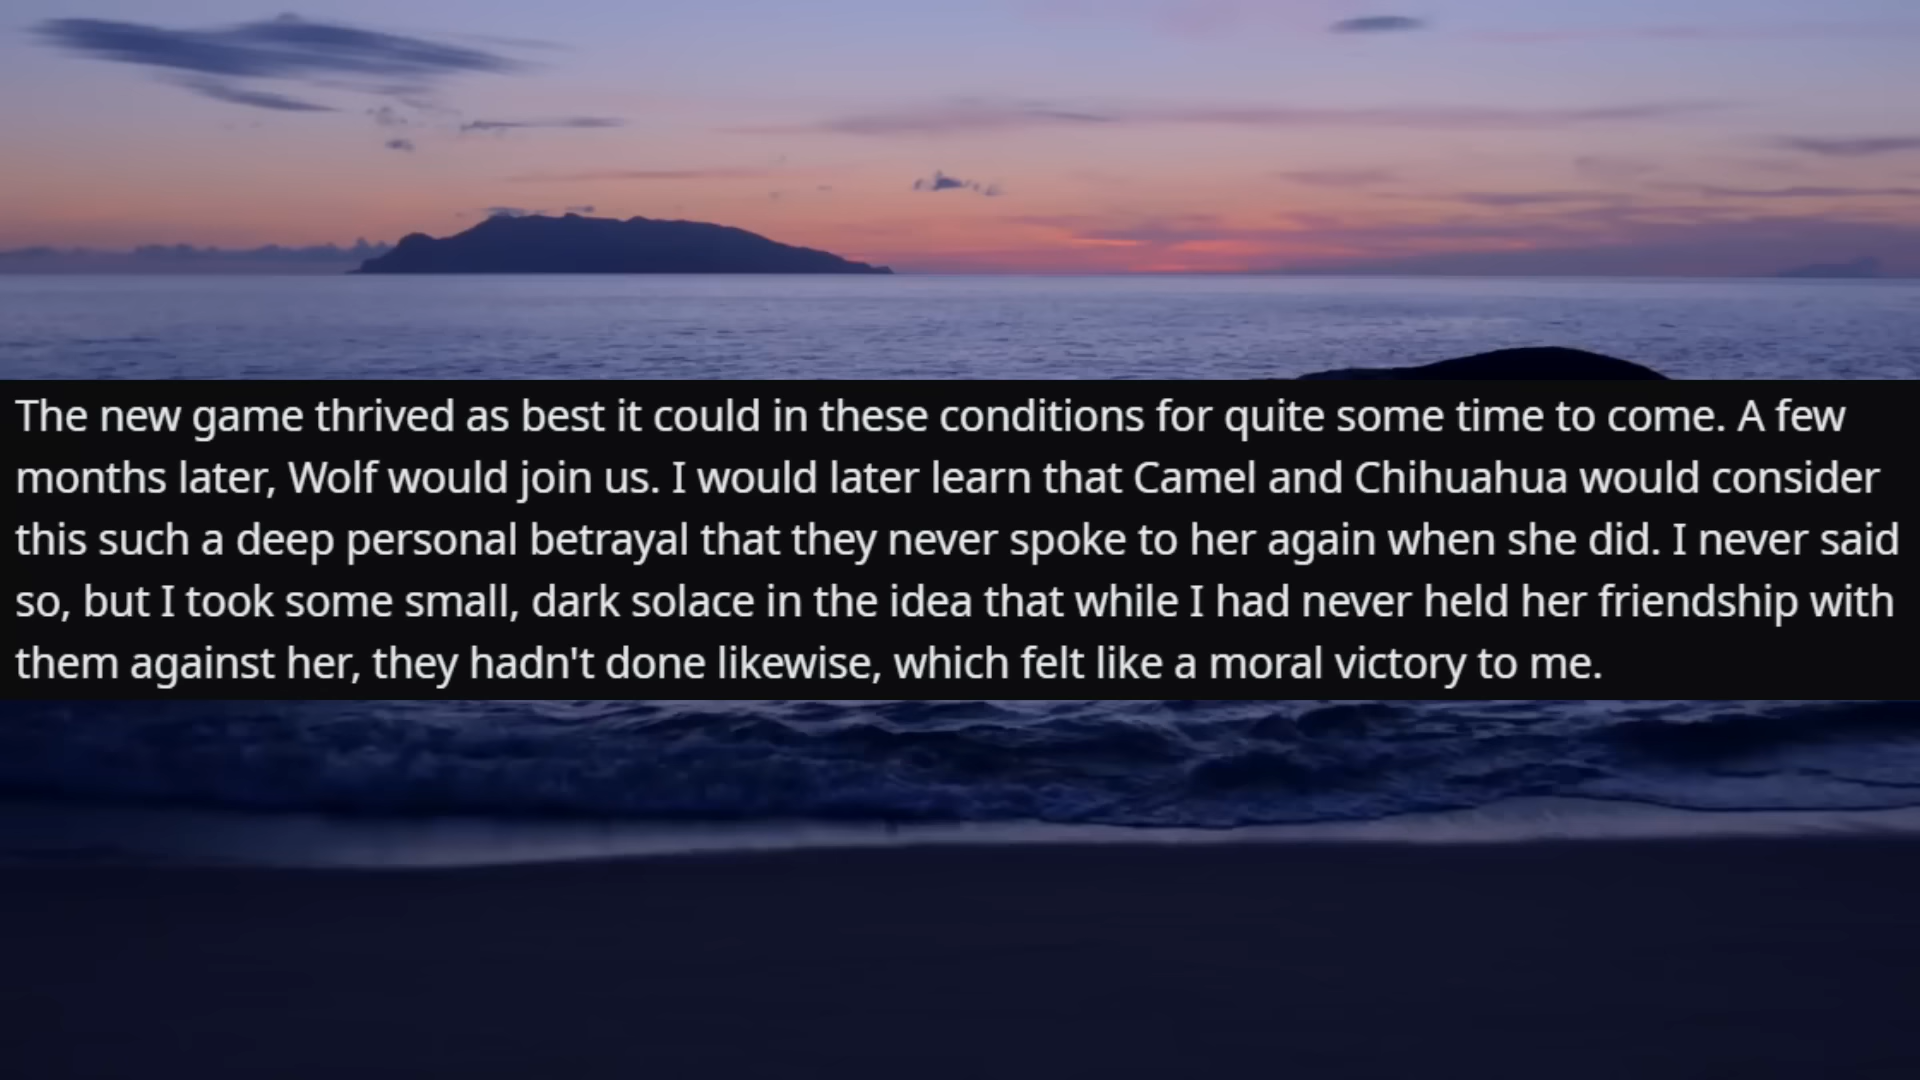 The new game thrived as best it could in these conditions for quite some time to come. A few
months later, Wolf would join us. I would later learn that Camel and Chihuahua would consider
this such a deep personal betrayal that they never spoke to her again when she did. I never said
so, but I took some small, dark solace in the idea that while I had never held her friendship with
them against her, they hadn't done likewise, which felt like a moral victory to me.